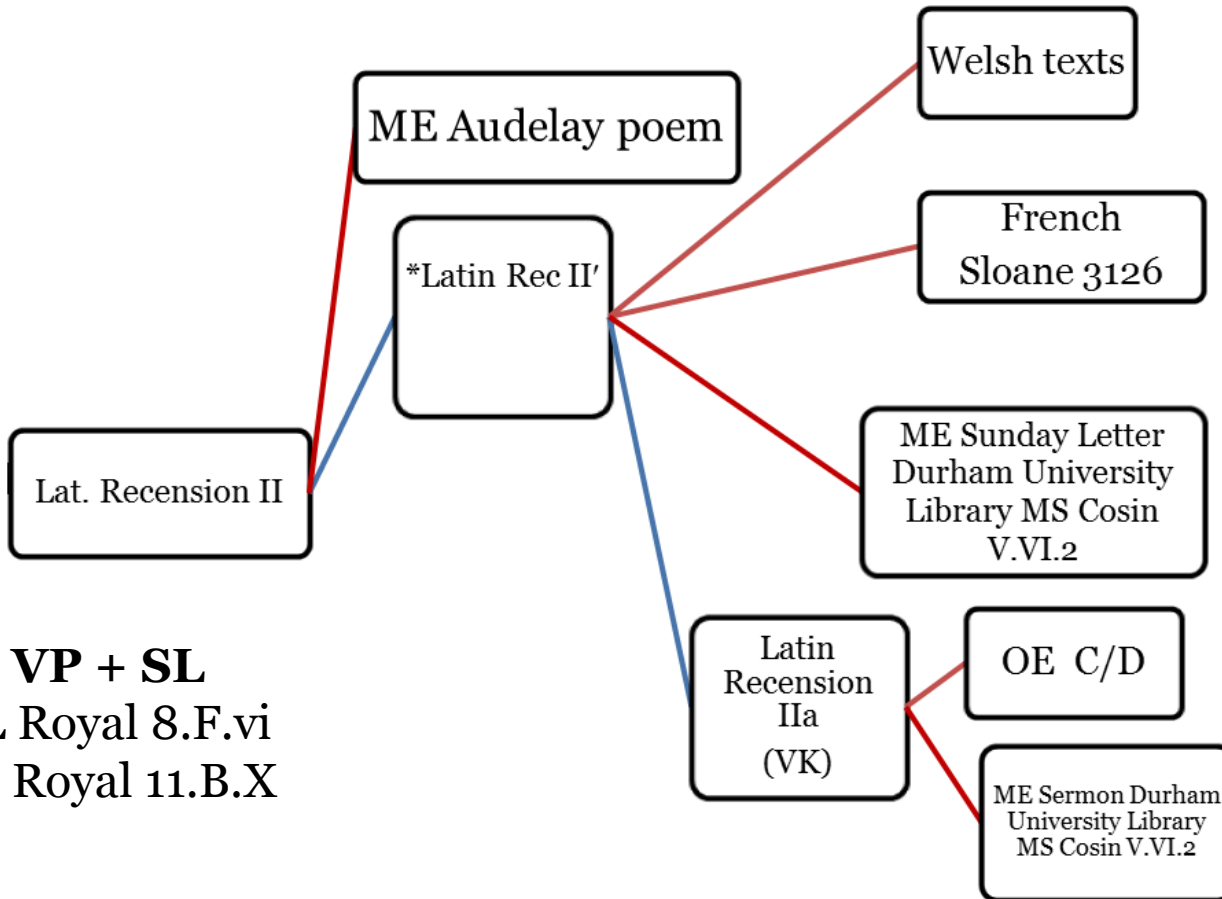 Welsh texts
ME Audelay poem
French
Sloane 3126
*Latin Rec II′
Lat. Recension II
ME Sunday Letter
Durham University
Library MS Cosin
V.VI.2
Latin
Recension
IIa
(VK)
OE C/D
ME Sermon Durham
University Library
MS Cosin V.VI.2
VP + SL
Royal 8.F.vi
Royal 11.B.X